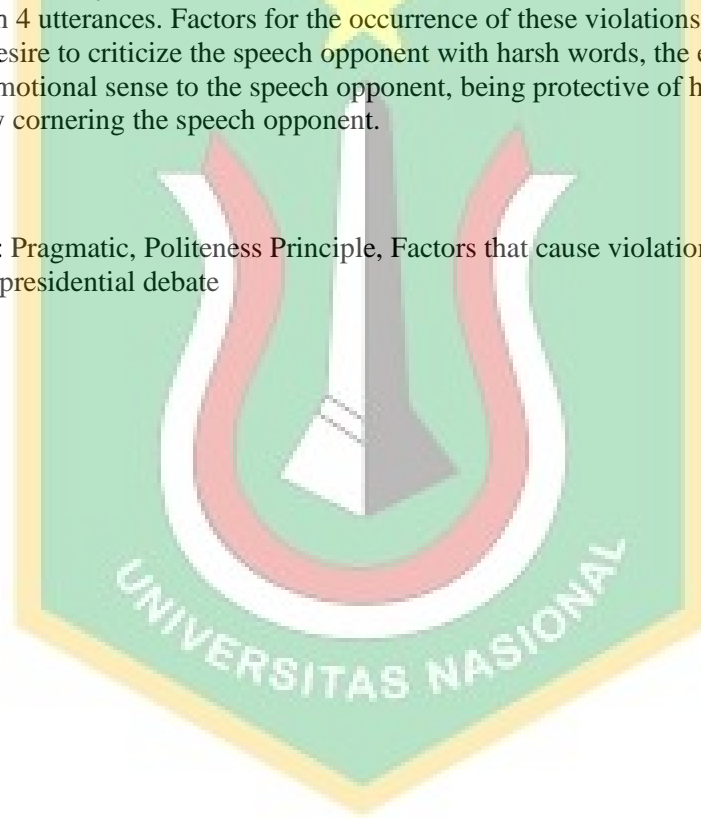 n 4 utterances. Factors for the occurrence of these violations
esire to criticize the speech opponent with harsh words, the e
motional sense to the speech opponent, being protective of h
y cornering the speech opponent.
: Pragmatic, Politeness Principle, Factors that cause violation
presidential debate
UNIVERSITAS NASIONAL